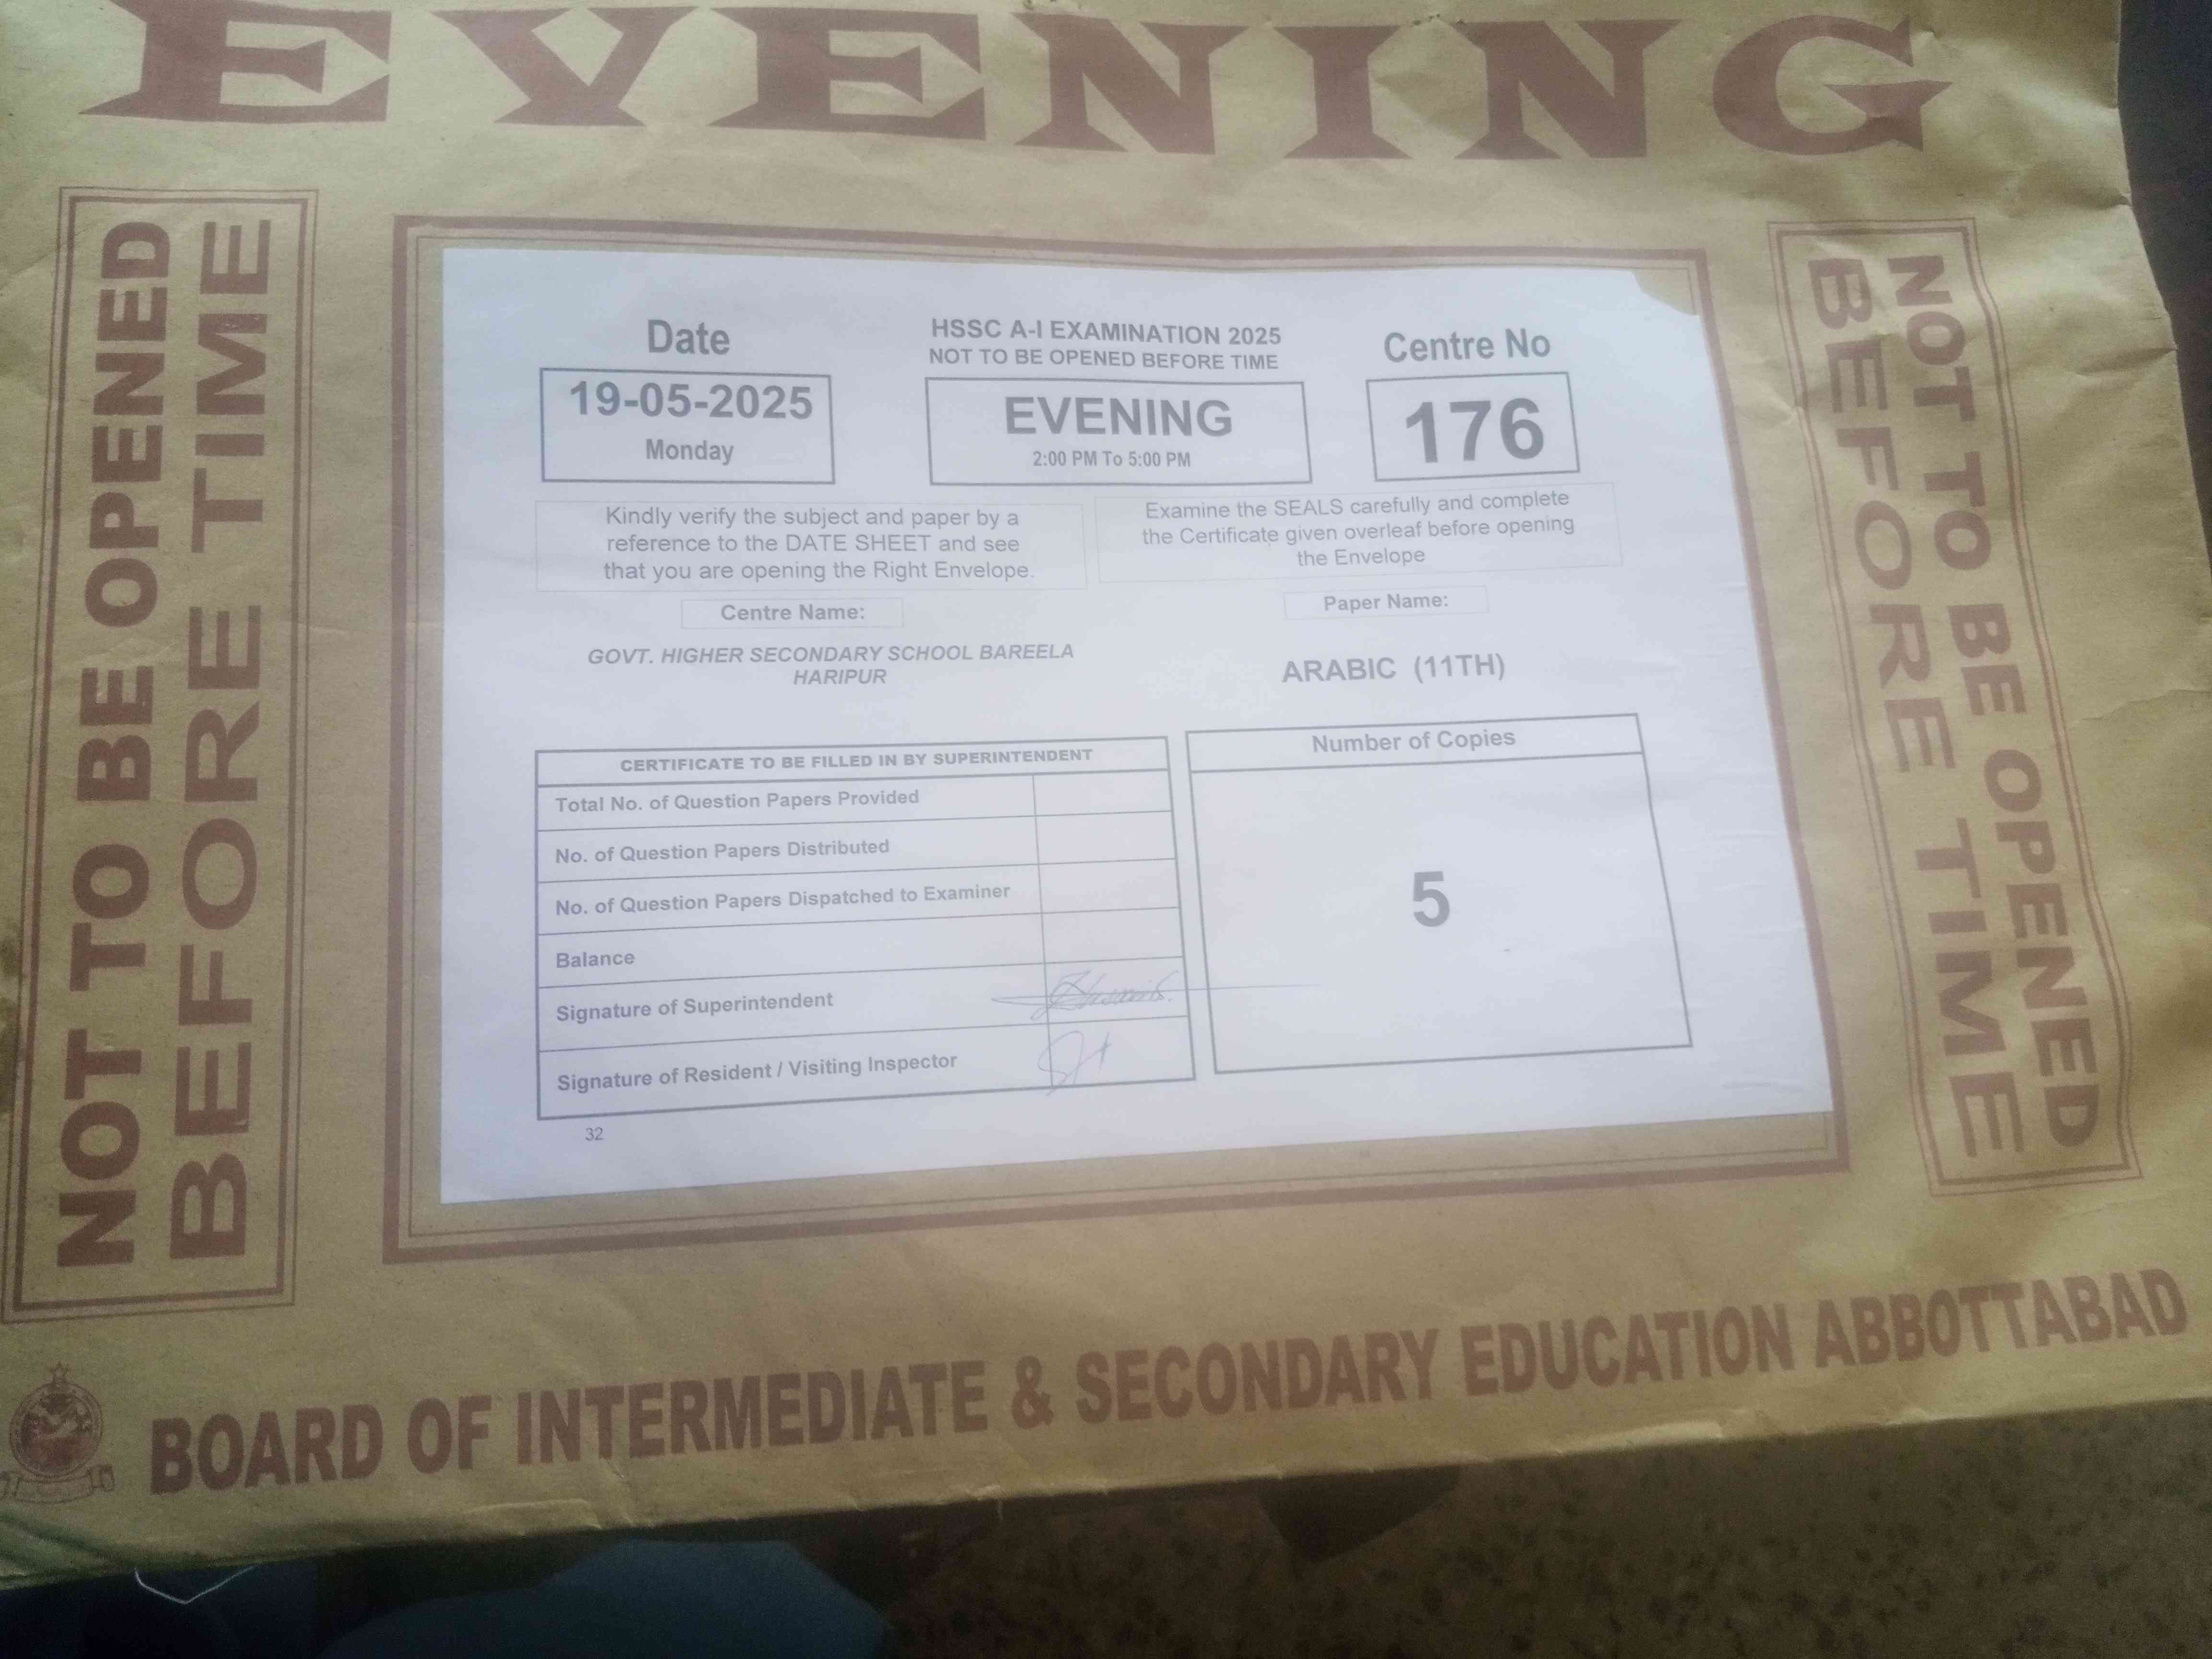 EVENING
NOT TO BE OPENED
BEFORE TIME
Date
19-05-2025
Monday
HSSC A-I EXAMINATION 2025
NOT TO BE OPENED BEFORE TIME
EVENING
2:00 PM To 5:00 PM
Centre No
176
Kindly verify the subject and paper by a
reference to the DATE SHEET and see
that you are opening the Right Envelope.
Examine the SEALS carefully and complete
the Certificate given overleaf before opening
the Envelope
Centre Name:
GOVT. HIGHER SECONDARY SCHOOL BAREELA
HARIPUR
Paper Name:
ARABIC (11TH)
CERTIFICATE TO BE FILLED IN BY SUPERINTENDENT
Total No. of Question Papers Provided
No. of Question Papers Distributed
No. of Question Papers Dispatched to Examiner
Balance
Signature of Superintendent
Signature of Resident / Visiting Inspector
Number of Copies
5
32
NOT TO BE OPENED
BEFORE TIME
BOARD OF INTERMEDIATE & SECONDARY EDUCATION ABBOTTABAD